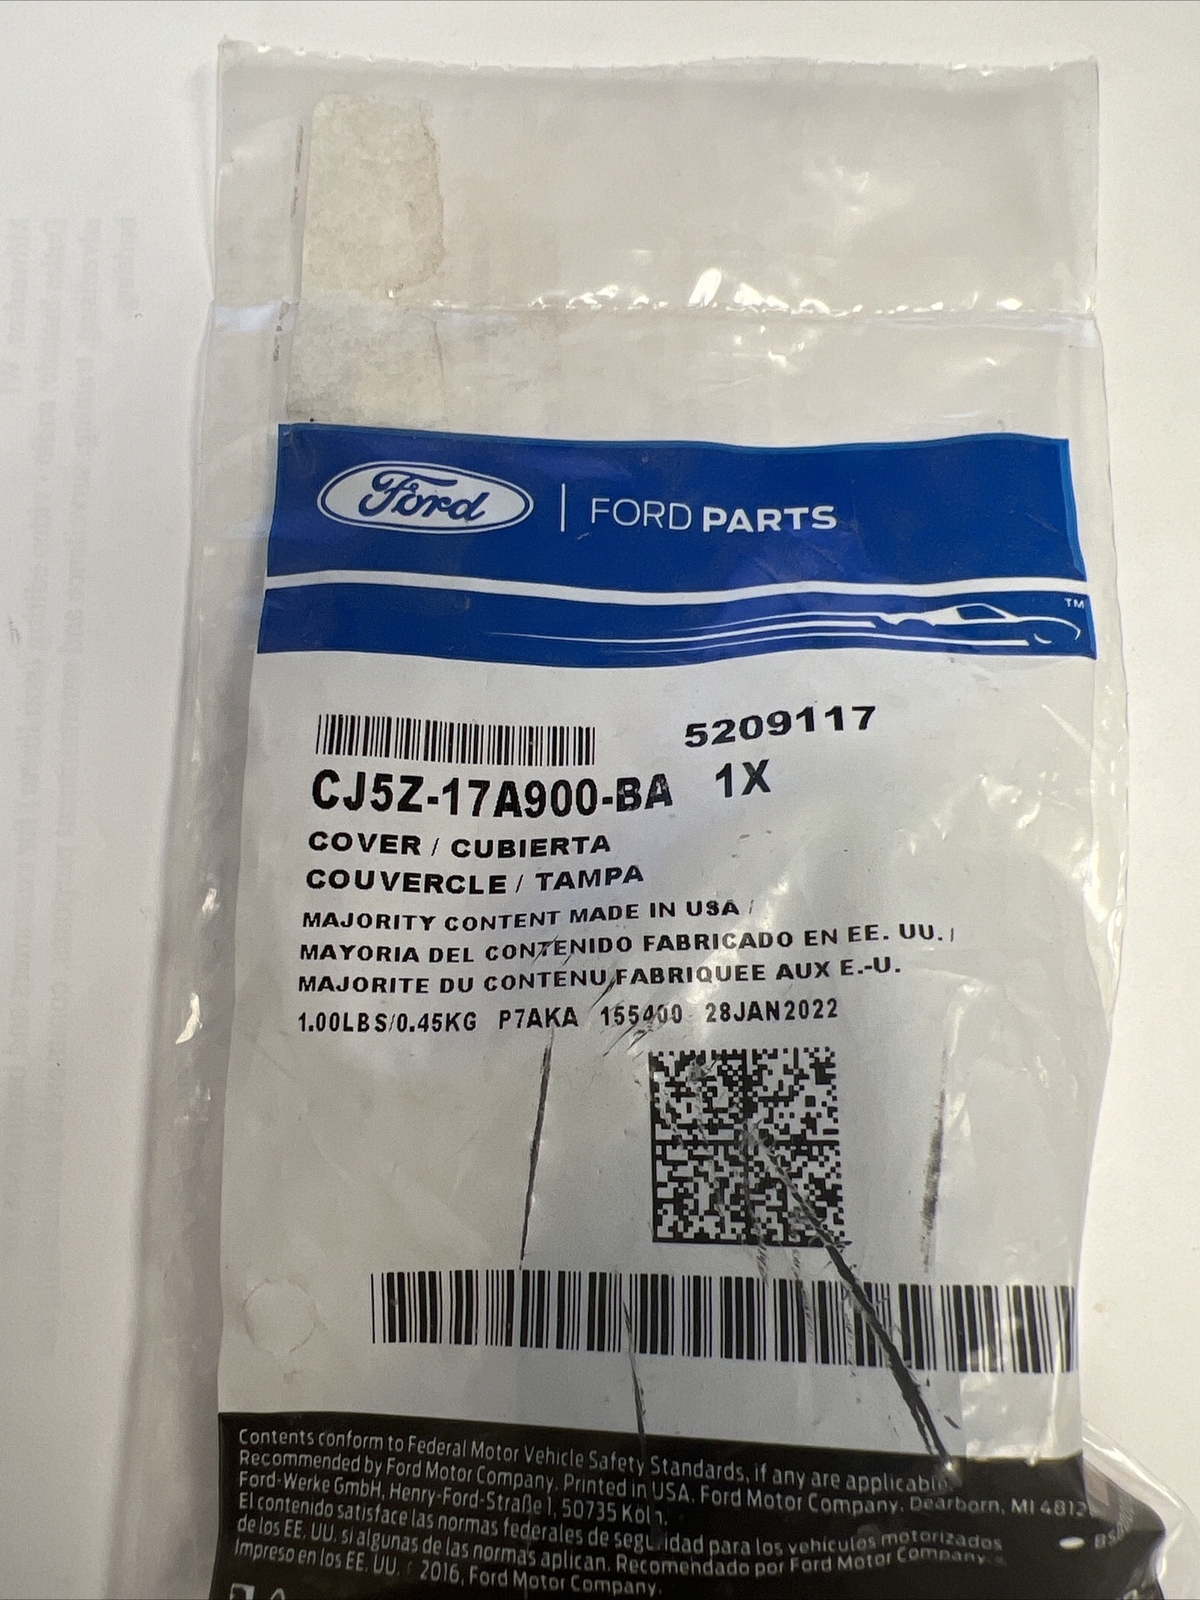 Ford | FORD PARTS
TM
5209117
CJ5Z-17A900-BA 1X
COVER / CUBIERTA
COUVERCLE / TAMPA
MAJORITY CONTENT MADE IN USA /
MAYORIA DEL CONTENIDO FABRICADO EN EE. UU. /
MAJORITE DU CONTENU FABRIQUEE AUX E.-U.
1.00LBS/0.45KG P7AKA 155400 28JAN2022
Contents conform to Federal Motor Vehicle Safety Standards, if any are applicable.
Recommended by Ford Motor Company. Printed in USA. Ford Motor Company, Dearborn, MI 4812
Ford-Werke GmbH, Henry-Ford-Straße 1, 50735 Köln.
El contenido satisface las normas federales de seguridad para los vehículos motorizados
de los EE. UU. si algunas de las normas aplican. Recomendado por Ford Motor Company.
Impreso en los EE. UU. 2016, Ford Motor Company.